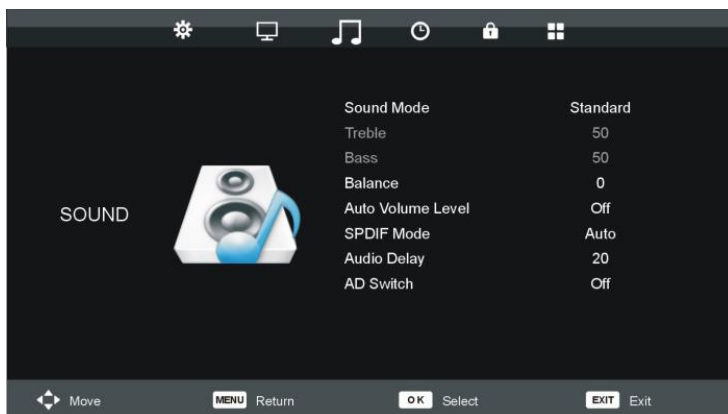 Sound Mode Standard
Treble 50
Bass 50
Balance 0
SOUND
Auto Volume Level Off
SPDIF Mode Auto
Audio Delay 20
AD Switch Off
Move MENU Return OK Select EXIT Exit